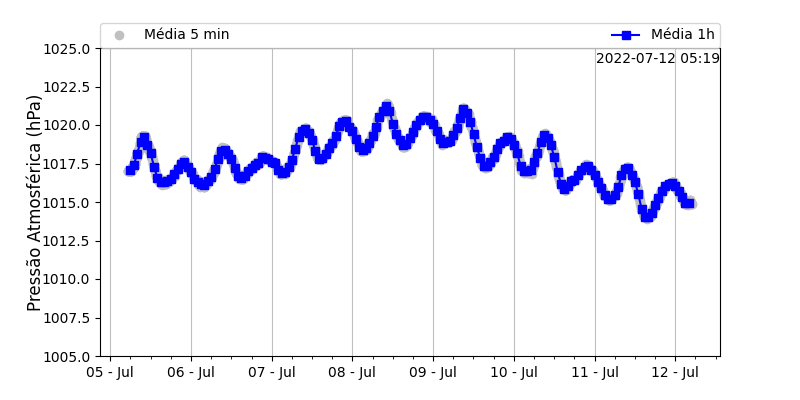 Média 5 min
Média 1h
2022-07-12 05:19
Pressão Atmosférica (hPa)
1025.0
1022.5
1020.0
1017.5
1015.0
1012.5
1010.0
1007.5
1005.0
05 - Jul
06 - Jul
07 - Jul
08 - Jul
09 - Jul
10 - Jul
11 - Jul
12 - Jul